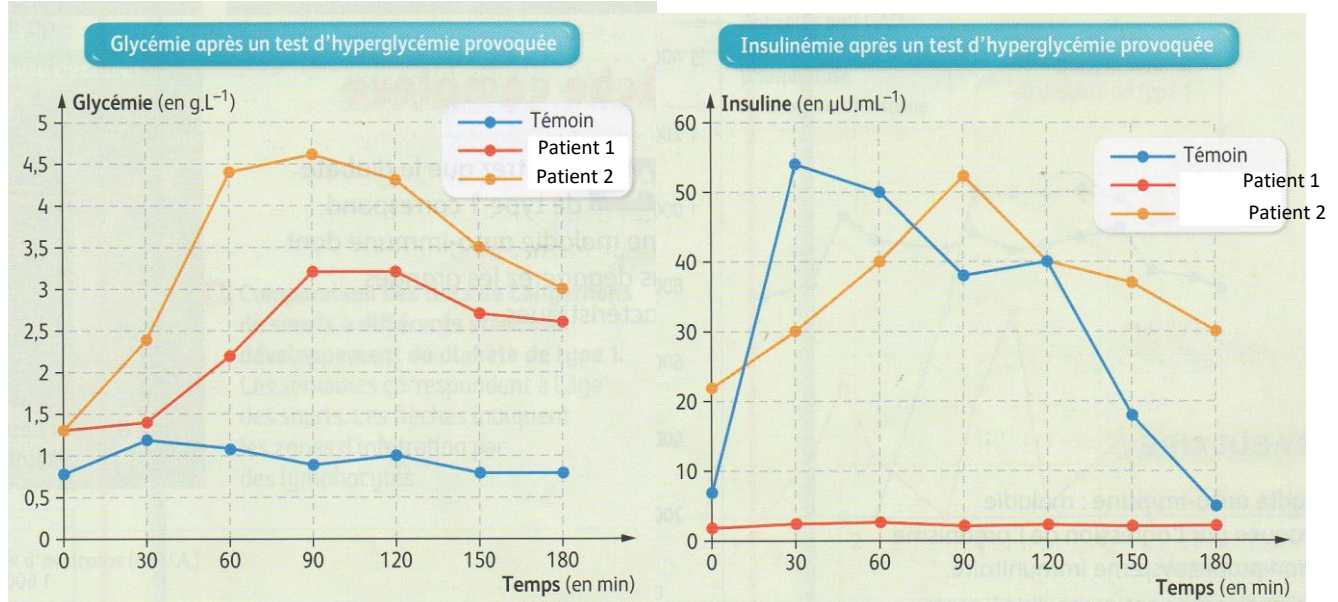 Glycémie après un test d'hyperglycémie provoquée
Glycémie (en g.L⁻¹)
Témoin
Patient 1
Patient 2
5
4,5
4
3,5
3
2,5
2
1,5
1
0,5
0
0 30 60 90 120 150 180
Temps (en min)
Insulinémie après un test d'hyperglycémie provoquée
Insuline (en µU.mL⁻¹)
Témoin
Patient 1
Patient 2
60
50
40
30
20
10
0
0 30 60 90 120 150 180
Temps (en min)